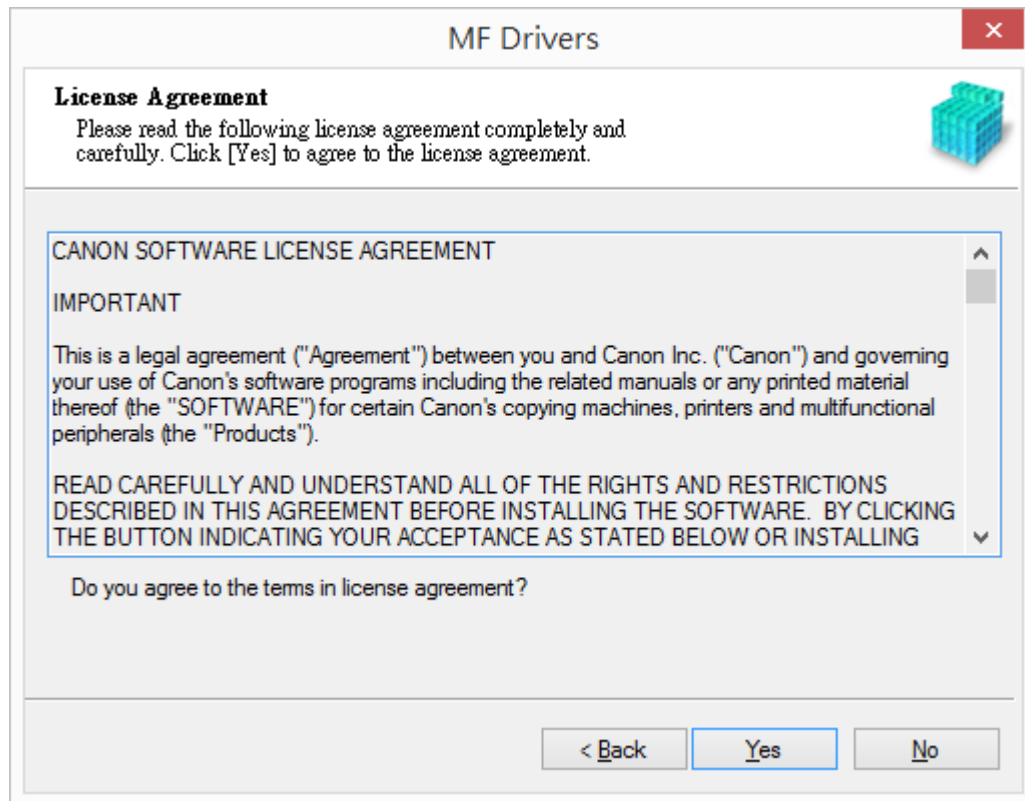 MF Drivers
License Agreement
Please read the following license agreement completely and
carefully. Click [Yes] to agree to the license agreement.
CANON SOFTWARE LICENSE AGREEMENT
IMPORTANT
This is a legal agreement ("Agreement") between you and Canon Inc. ("Canon") and governing
your use of Canon's software programs including the related manuals or any printed material
thereof (the "SOFTWARE") for certain Canon's copying machines, printers and multifunctional
peripherals (the "Products").
READ CAREFULLY AND UNDERSTAND ALL OF THE RIGHTS AND RESTRICTIONS
DESCRIBED IN THIS AGREEMENT BEFORE INSTALLING THE SOFTWARE.  BY CLICKING
THE BUTTON INDICATING YOUR ACCEPTANCE AS STATED BELOW OR INSTALLING
Do you agree to the terms in license agreement?
< Back Yes No